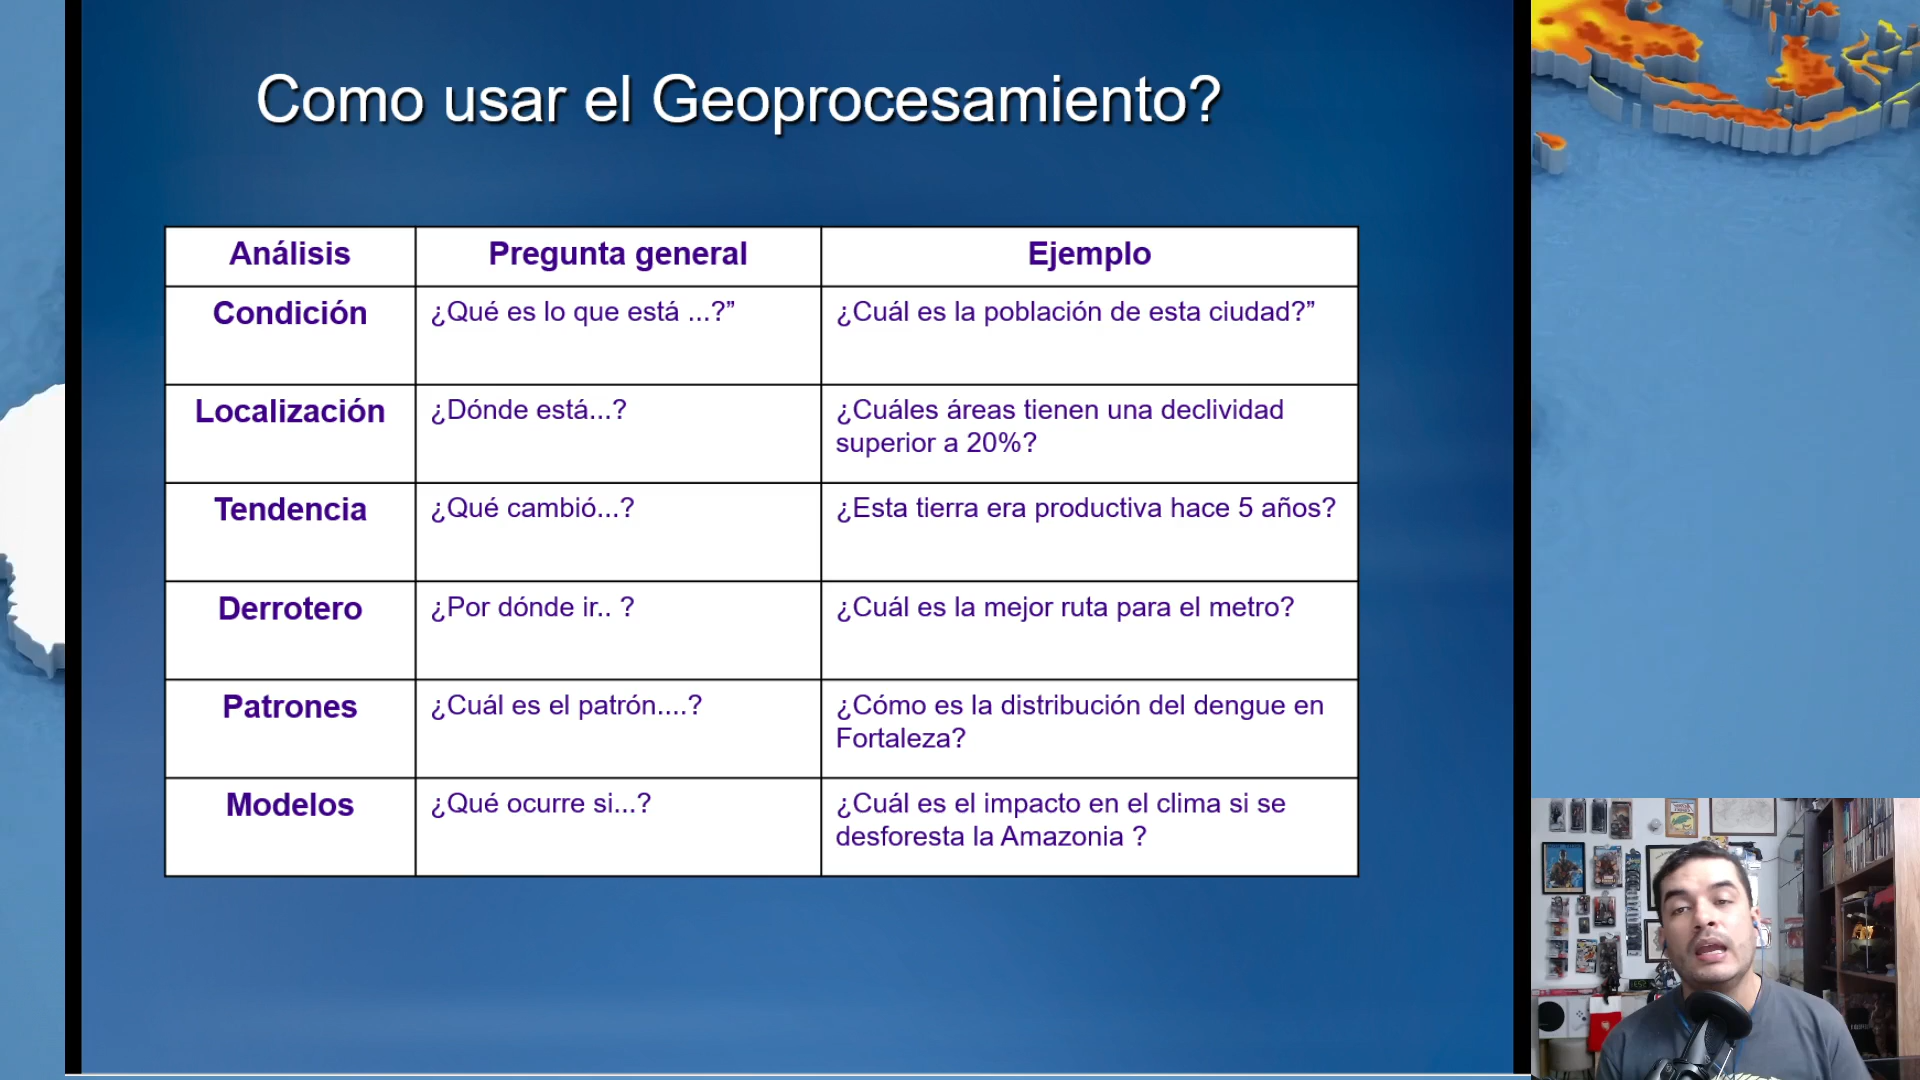 Como usar el Geoprocesamiento?
Análisis
Pregunta general
Ejemplo
Condición
¿Qué es lo que está ...?”
¿Cuál es la población de esta ciudad?”
Localización
¿Dónde está...?
¿Cuáles áreas tienen una declividad
superior a 20%?
Tendencia
¿Qué cambió...?
¿Esta tierra era productiva hace 5 años?
Derrotero
¿Por dónde ir.. ?
¿Cuál es la mejor ruta para el metro?
Patrones
¿Cuál es el patrón....?
¿Cómo es la distribución del dengue en
Fortaleza?
Modelos
¿Qué ocurre si...?
¿Cuál es el impacto en el clima si se
desforesta la Amazonia ?